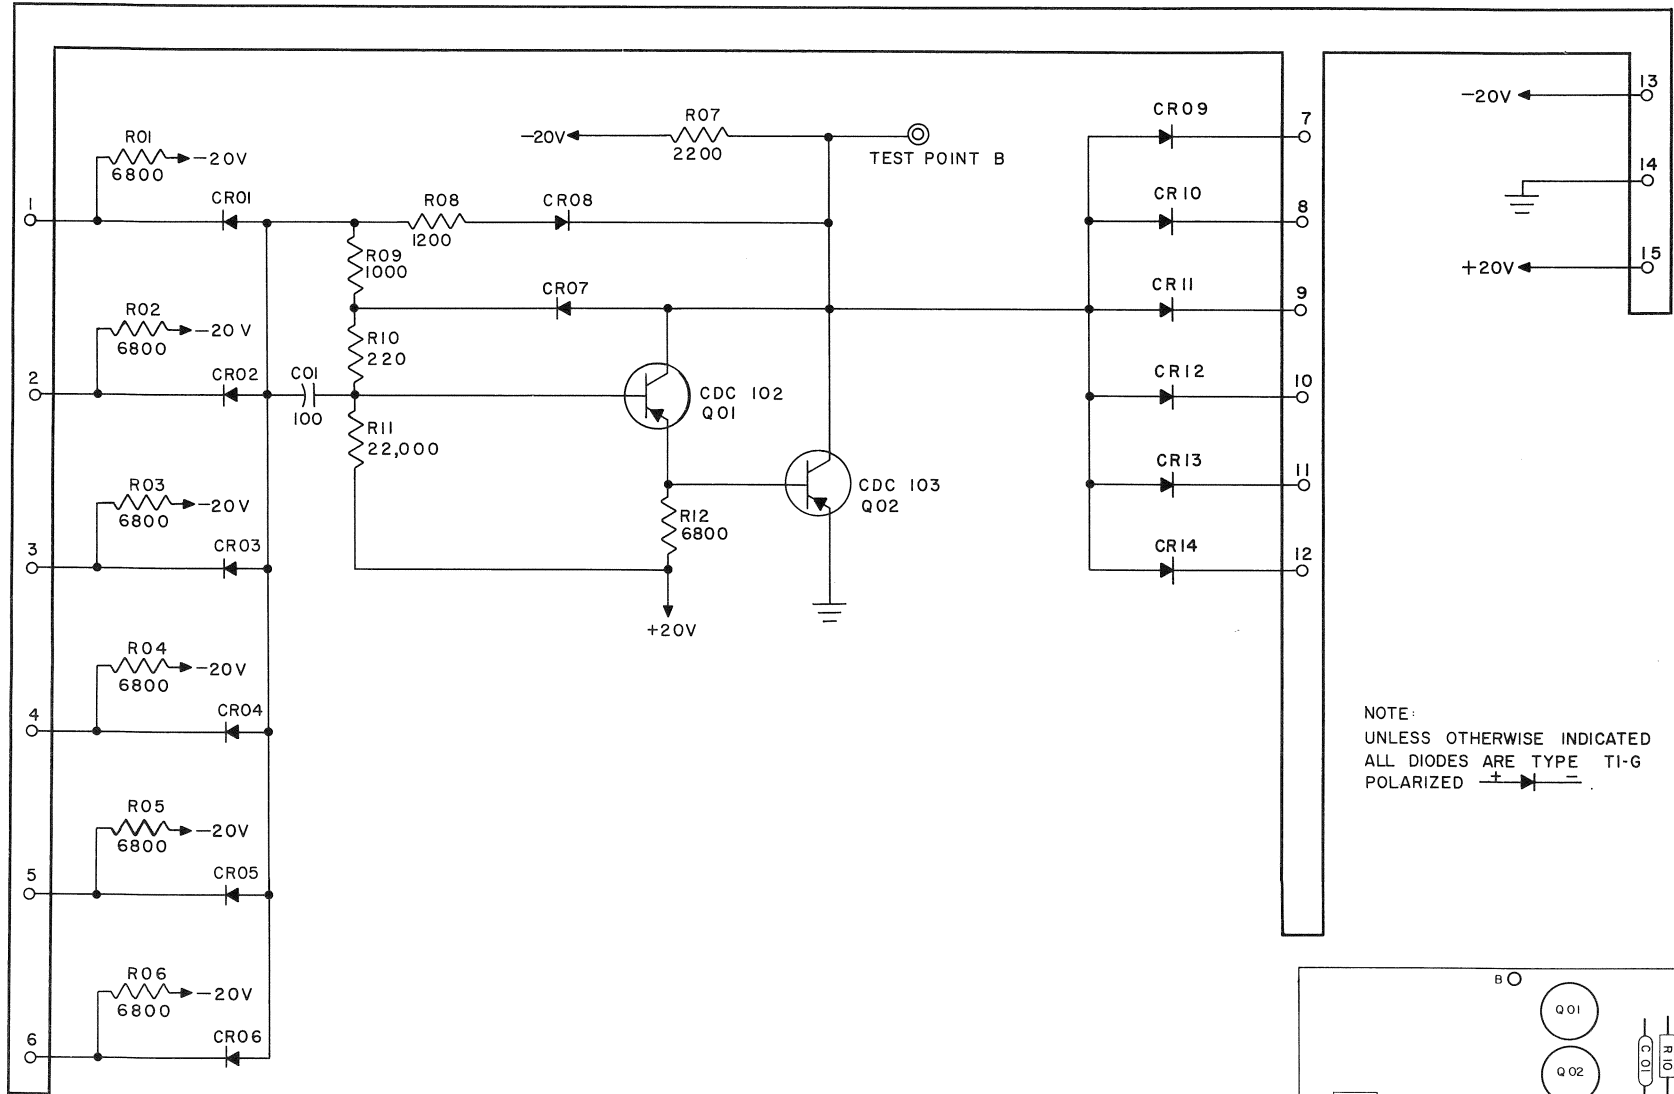 R01
6800
−20V
1
CR01
R02
6800
−20 V
2
CR02
C01
100
R03
6800
−20V
3
CR03
R04
6800
−20V
4
CR04
R05
6800
−20V
5
CR05
R06
6800
−20V
6
CR06
−20V
R07
2200
TEST POINT B
R08
1200
CR08
R09
1000
CR07
R10
220
R11
22,000
CDC 102
Q01
R12
6800
+20V
CDC 103
Q02
CR09
7
CR10
8
CR11
9
CR12
10
CR13
11
CR14
12
−20V
13
14
+20V
15
NOTE:
UNLESS OTHERWISE INDICATED
ALL DIODES ARE TYPE TI-G
POLARIZED + −
B
Q01
Q02
C01
R10